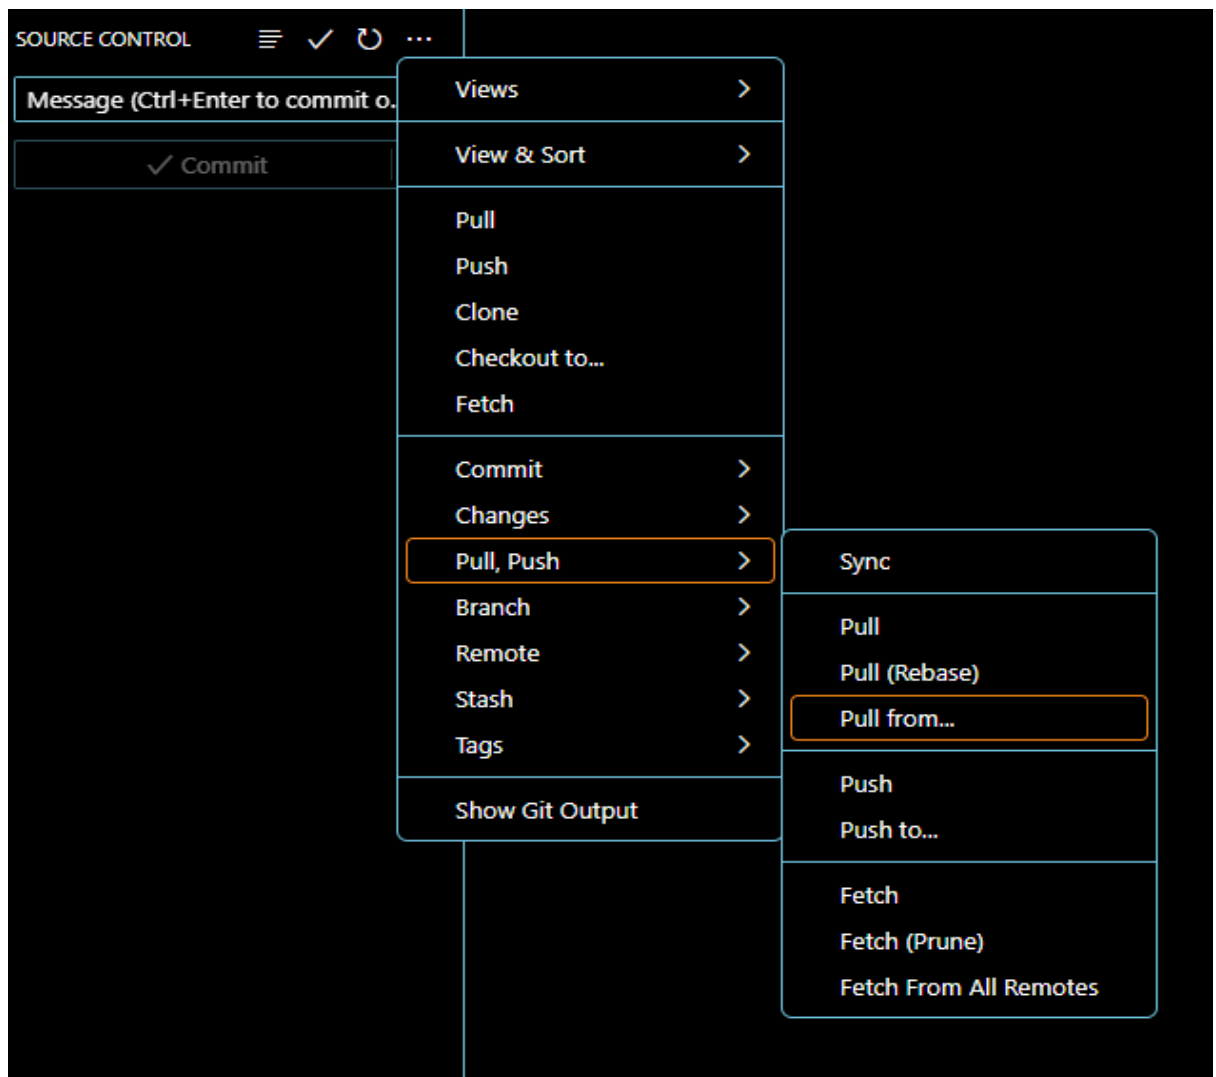 SOURCE CONTROL
Message (Ctrl+Enter to commit o.
Commit
Views
View & Sort
Pull
Push
Clone
Checkout to...
Fetch
Commit
Changes
Pull, Push
Branch
Remote
Stash
Tags
Show Git Output
Sync
Pull
Pull (Rebase)
Pull from...
Push
Push to...
Fetch
Fetch (Prune)
Fetch From All Remotes